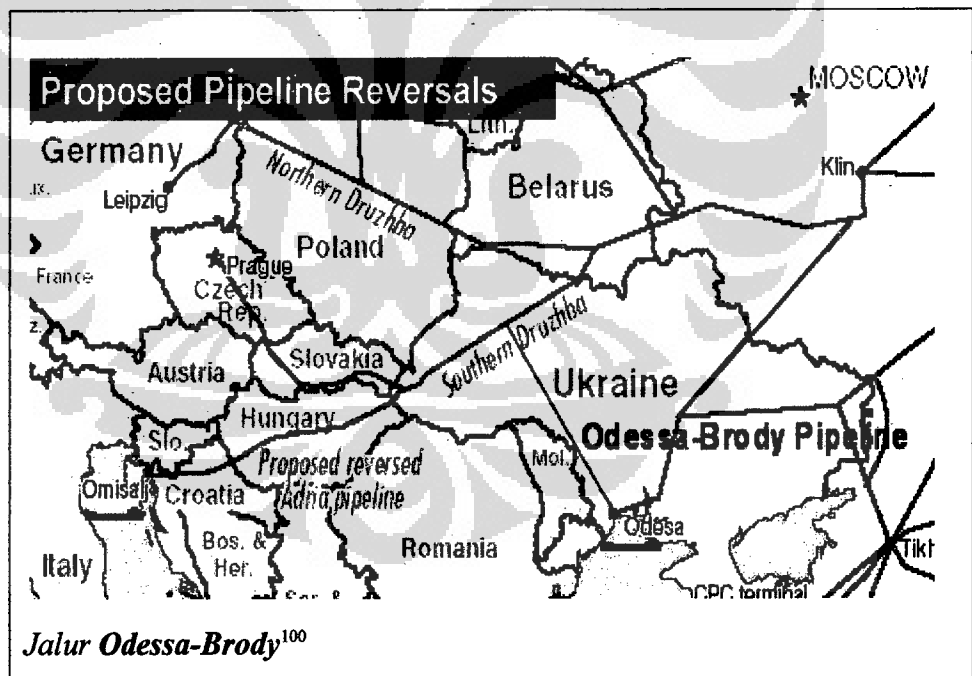 Proposed Pipeline Reversals
MOSCOW
Lith.
Germany
Klin
Northern Druzhba
Belarus
Leipzig
Poland
France
Prague
Czech
Rep.
z.
Southern Druzhba
Slovakia
Austria
Ukraine
Hungary
Odessa-Brody Pipeline
Slo.
Proposed reversed
Adria pipeline
Mol.
Omisalj
Croatia
Odesa
Bos. &
Her.
Romania
Italy
Tikh
CPC terminal
Jalur Odessa-Brody¹⁰⁰